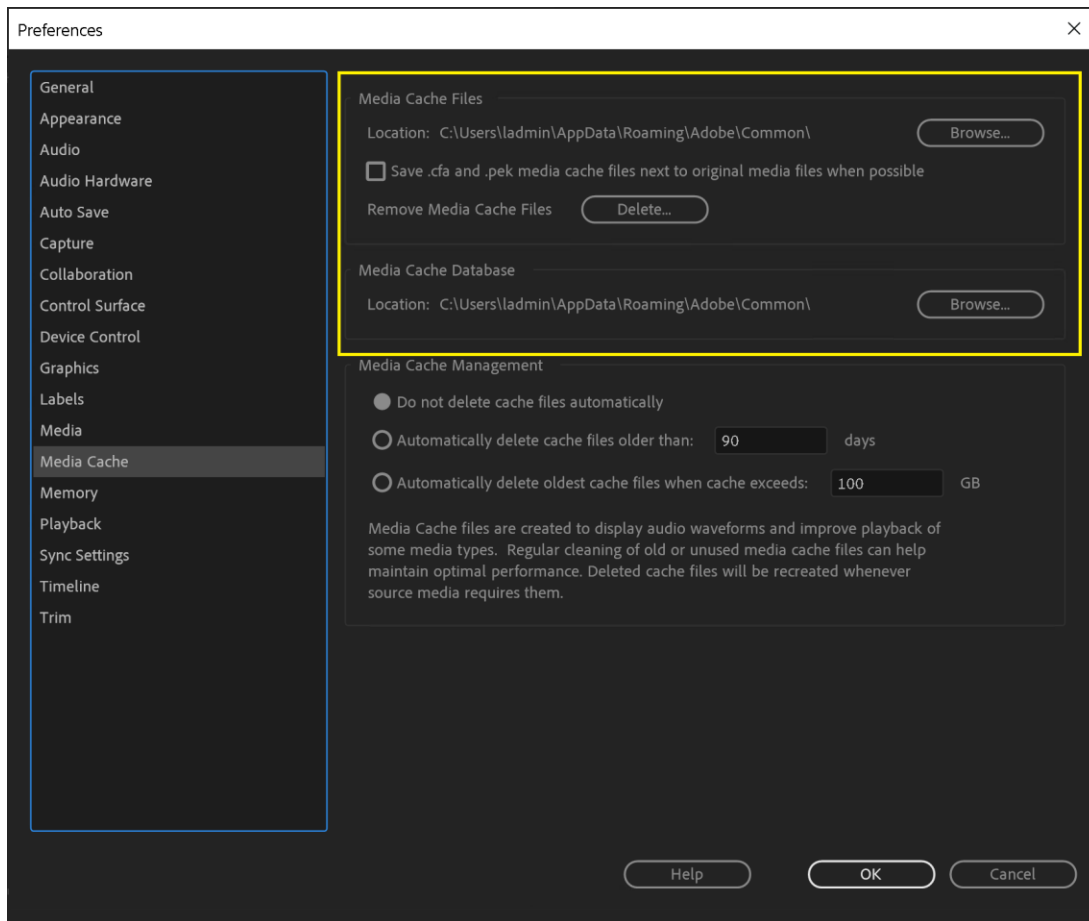 Preferences
General
Appearance
Audio
Audio Hardware
Auto Save
Capture
Collaboration
Control Surface
Device Control
Graphics
Labels
Media
Media Cache
Memory
Playback
Sync Settings
Timeline
Trim
Media Cache Files
Location: C:\Users\ladmin\AppData\Roaming\Adobe\Common\ Browse...
Save .cfa and .pek media cache files next to original media files when possible
Remove Media Cache Files Delete...
Media Cache Database
Location: C:\Users\ladmin\AppData\Roaming\Adobe\Common\ Browse...
Media Cache Management
Do not delete cache files automatically
Automatically delete cache files older than: 90 days
Automatically delete oldest cache files when cache exceeds: 100 GB
Media Cache files are created to display audio waveforms and improve playback of
some media types. Regular cleaning of old or unused media cache files can help
maintain optimal performance. Deleted cache files will be recreated whenever
source media requires them.
Help OK Cancel